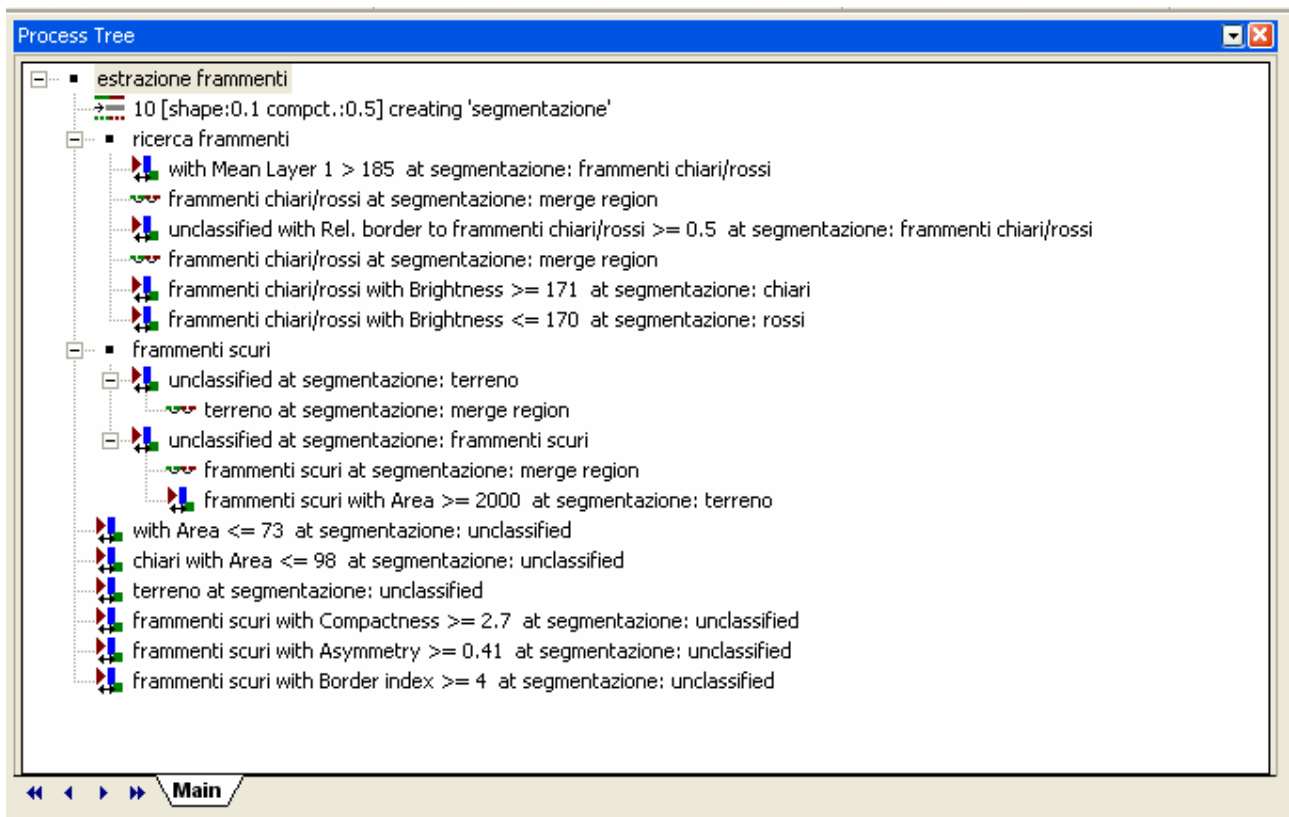 Process Tree
estrazione frammenti
10 [shape:0.1 compct.:0.5] creating 'segmentazione'
ricerca frammenti
with Mean Layer 1 > 185 at segmentazione: frammenti chiari/rossi
frammenti chiari/rossi at segmentazione: merge region
unclassified with Rel. border to frammenti chiari/rossi >= 0.5 at segmentazione: frammenti chiari/rossi
frammenti chiari/rossi at segmentazione: merge region
frammenti chiari/rossi with Brightness >= 171 at segmentazione: chiari
frammenti chiari/rossi with Brightness <= 170 at segmentazione: rossi
frammenti scuri
unclassified at segmentazione: terreno
terreno at segmentazione: merge region
unclassified at segmentazione: frammenti scuri
frammenti scuri at segmentazione: merge region
frammenti scuri with Area >= 2000 at segmentazione: terreno
with Area <= 73 at segmentazione: unclassified
chiari with Area <= 98 at segmentazione: unclassified
terreno at segmentazione: unclassified
frammenti scuri with Compactness >= 2.7 at segmentazione: unclassified
frammenti scuri with Asymmetry >= 0.41 at segmentazione: unclassified
frammenti scuri with Border index >= 4 at segmentazione: unclassified
Main